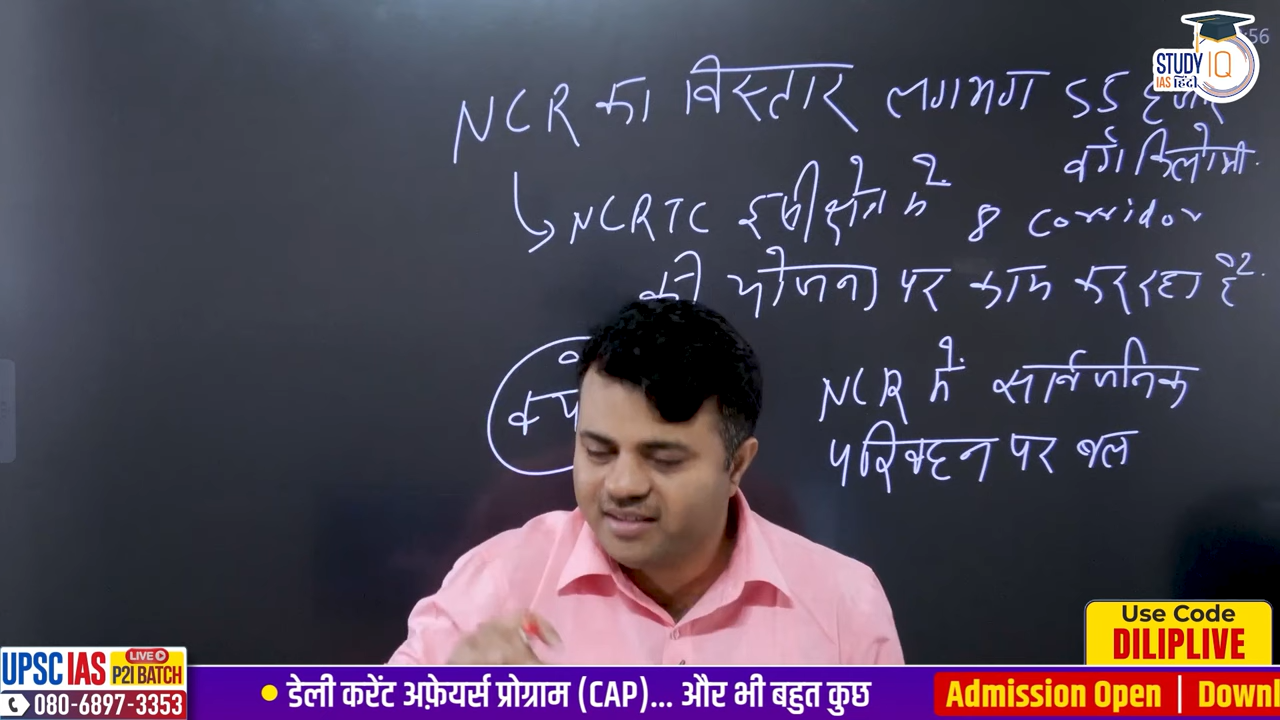 NCR का विस्तार लगभग 55 हजार
वर्ग किलोमी.
NCRTC इसी क्षेत्र में 8 corridor
की योजना पर काम कर रहा है.
NCR में सार्वजनिक
परिवहन पर बल
:56
STUDY IQ
IAS हिंदी
Use Code
DILIPLIVE
UPSC IAS LIVE P2I BATCH
080-6897-3353
• डेली करेंट अफ़ेयर्स प्रोग्राम (CAP)... और भी बहुत कुछ
Admission Open | Downl